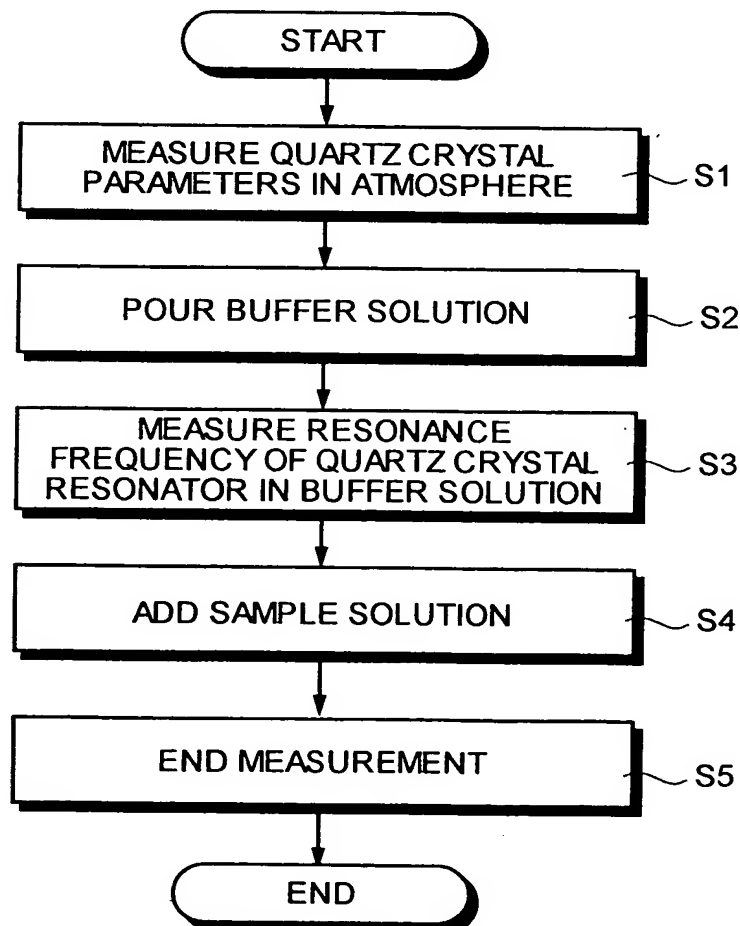 START
MEASURE QUARTZ CRYSTAL
PARAMETERS IN ATMOSPHERE
S1
POUR BUFFER SOLUTION
S2
MEASURE RESONANCE
FREQUENCY OF QUARTZ CRYSTAL
RESONATOR IN BUFFER SOLUTION
S3
ADD SAMPLE SOLUTION
S4
END MEASUREMENT
S5
END